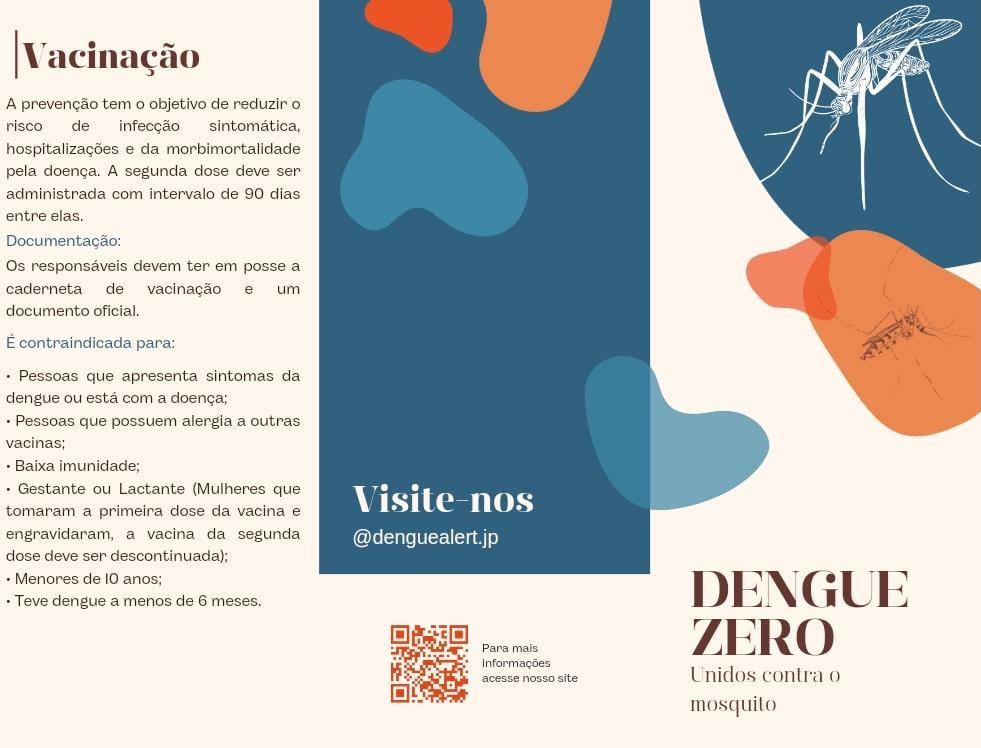 Vacinação
A prevenção tem o objetivo de reduzir o
risco de infecção sintomática,
hospitalizações e da morbimortalidade
pela doença. A segunda dose deve ser
administrada com intervalo de 90 dias
entre elas.
Documentação:
Os responsáveis devem ter em posse a
caderneta de vacinação e um
documento oficial.
É contraindicada para:
• Pessoas que apresenta sintomas da
dengue ou está com a doença;
• Pessoas que possuem alergia a outras
vacinas;
• Baixa imunidade;
• Gestante ou Lactante (Mulheres que
tomaram a primeira dose da vacina e
engravidaram, a vacina da segunda
dose deve ser descontinuada);
• Menores de 10 anos;
• Teve dengue a menos de 6 meses.
Visite-nos
@denguealert.jp
Para mais
informações
acesse nosso site
DENGUE
ZERO
Unidos contra o
mosquito